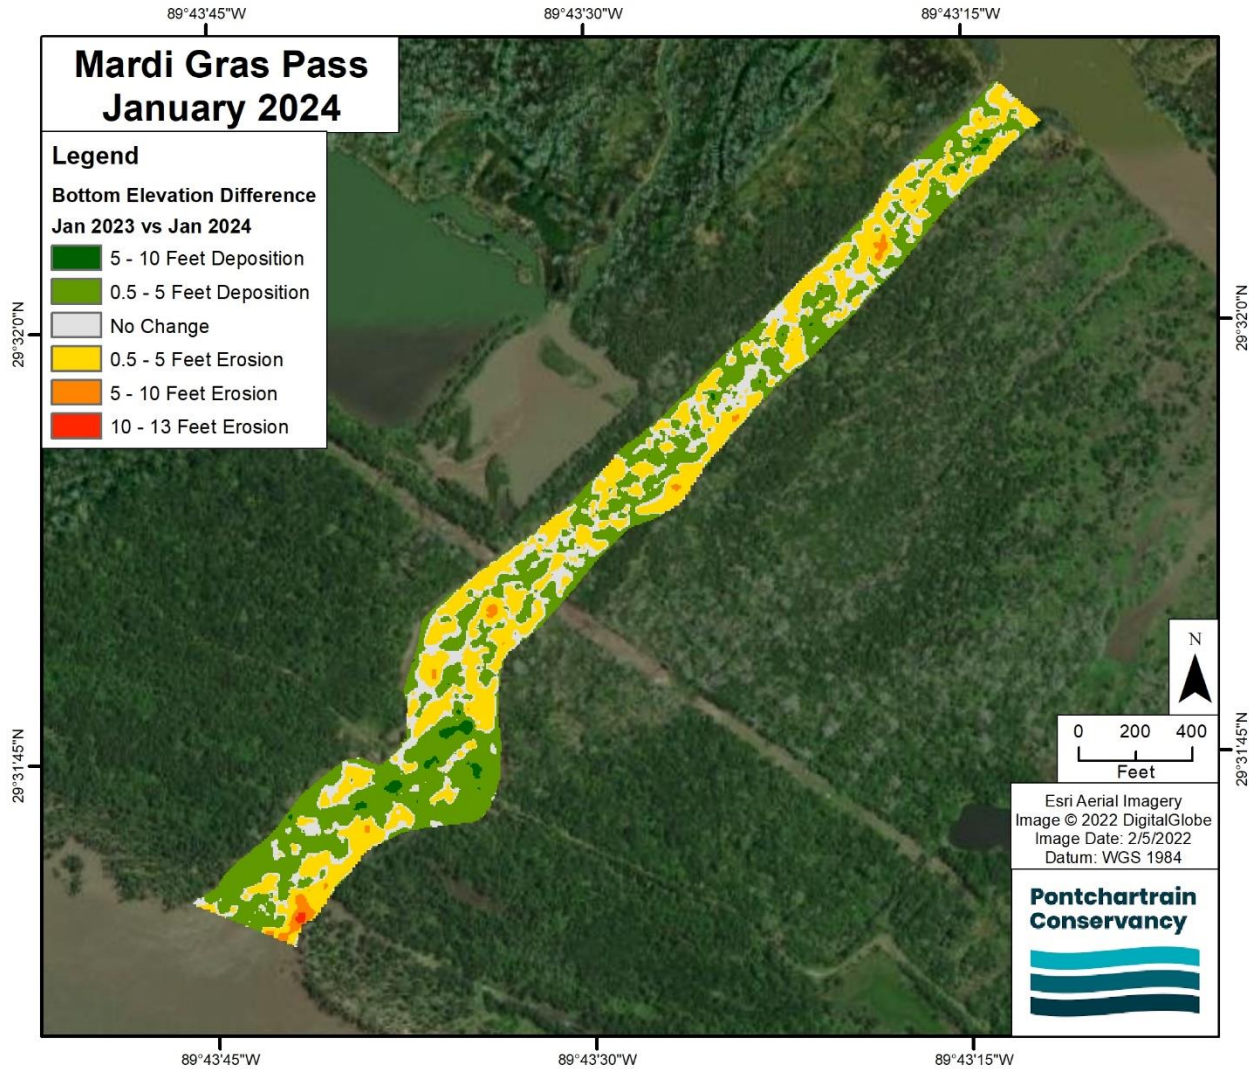 89°43'45"W
89°43'30"W
89°43'15"W
Mardi Gras Pass
January 2024
Legend
Bottom Elevation Difference
Jan 2023 vs Jan 2024
5 - 10 Feet Deposition
0.5 - 5 Feet Deposition
No Change
0.5 - 5 Feet Erosion
5 - 10 Feet Erosion
10 - 13 Feet Erosion
29°32'0"N
29°32'0"N
29°31'45"N
29°31'45"N
N
0 200 400
Feet
Esri Aerial Imagery
Image © 2022 DigitalGlobe
Image Date: 2/5/2022
Datum: WGS 1984
Pontchartrain
Conservancy
89°43'45"W
89°43'30"W
89°43'15"W